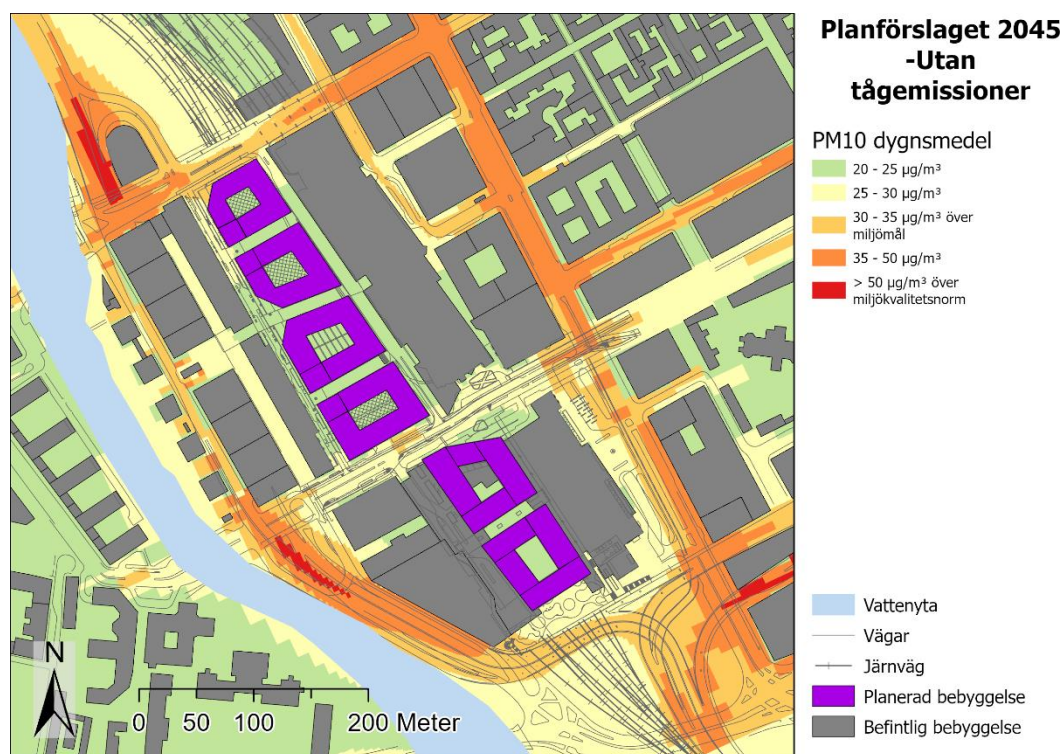 Planförslaget 2045
-Utan
tågemissioner
PM10 dygnsmedel
20 - 25 µg/m³
25 - 30 µg/m³
30 - 35 µg/m³ över
miljömål
35 - 50 µg/m³
> 50 µg/m³ över
miljökvalitetsnorm
Vattenyta
Vägar
Järnväg
Planerad bebyggelse
Befintlig bebyggelse
N
0 50 100 200 Meter